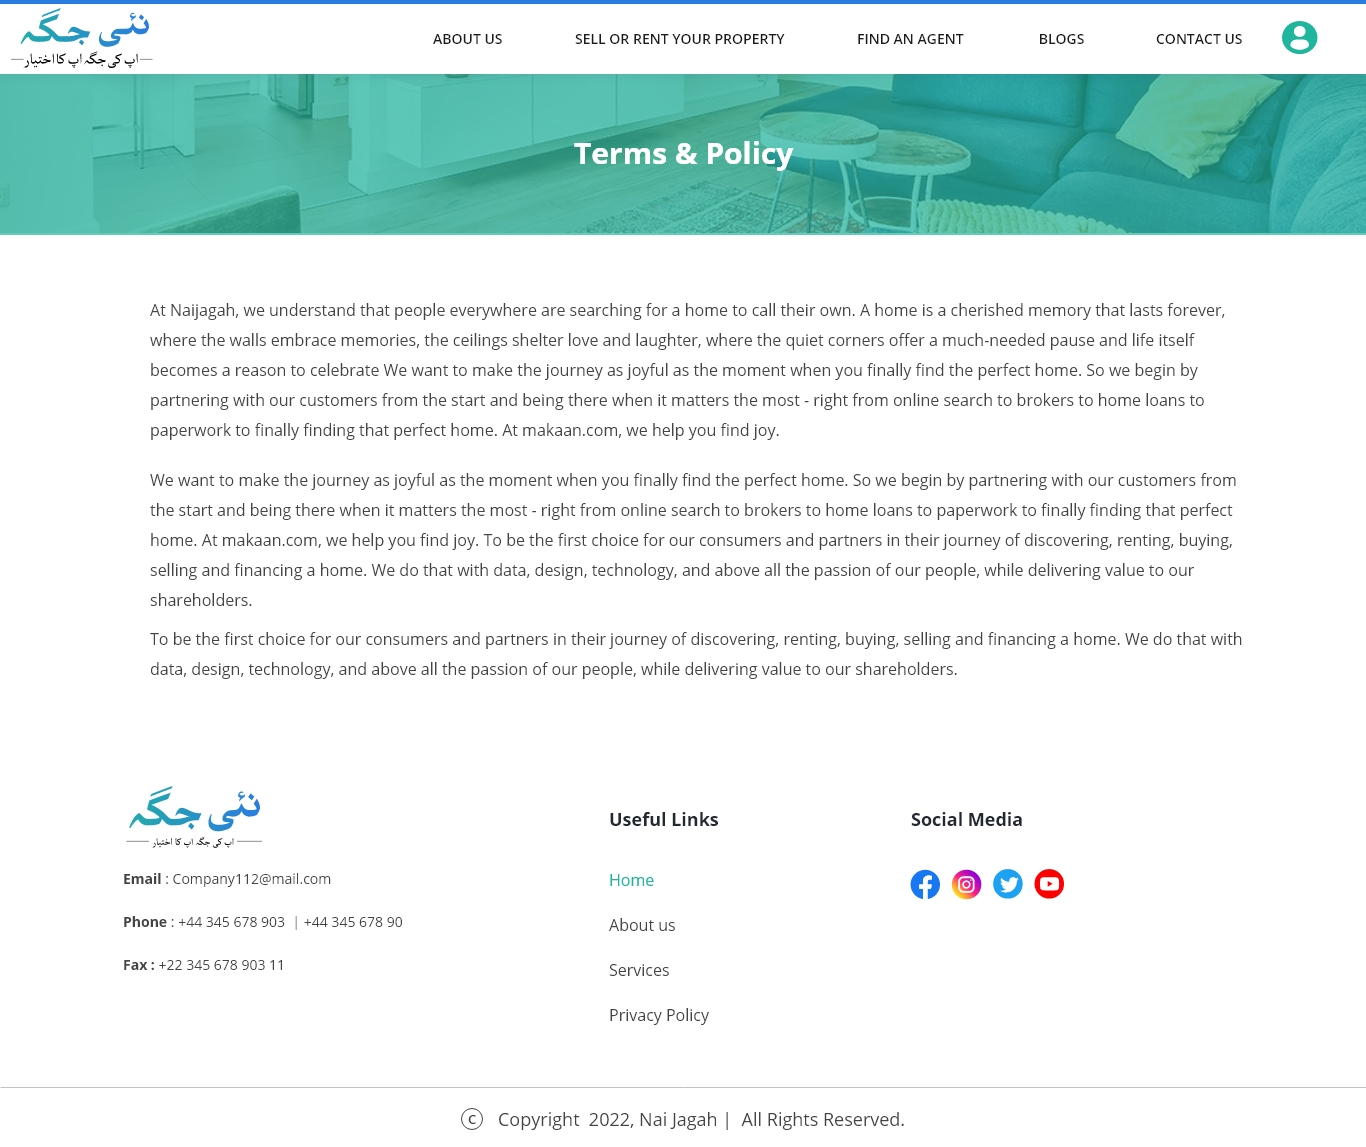 نئی جگہ
اپ کی جگہ اپ کا اختیار
ABOUT US
SELL OR RENT YOUR PROPERTY
FIND AN AGENT
BLOGS
CONTACT US
Terms & Policy
At Naijagah, we understand that people everywhere are searching for a home to call their own. A home is a cherished memory that lasts forever,
where the walls embrace memories, the ceilings shelter love and laughter, where the quiet corners offer a much-needed pause and life itself
becomes a reason to celebrate We want to make the journey as joyful as the moment when you finally find the perfect home. So we begin by
partnering with our customers from the start and being there when it matters the most - right from online search to brokers to home loans to
paperwork to finally finding that perfect home. At makaan.com, we help you find joy.
We want to make the journey as joyful as the moment when you finally find the perfect home. So we begin by partnering with our customers from
the start and being there when it matters the most - right from online search to brokers to home loans to paperwork to finally finding that perfect
home. At makaan.com, we help you find joy. To be the first choice for our consumers and partners in their journey of discovering, renting, buying,
selling and financing a home. We do that with data, design, technology, and above all the passion of our people, while delivering value to our
shareholders.
To be the first choice for our consumers and partners in their journey of discovering, renting, buying, selling and financing a home. We do that with
data, design, technology, and above all the passion of our people, while delivering value to our shareholders.
نئی جگہ
اپ کی جگہ اپ کا اختیار
Email : Company112@mail.com
Phone : +44 345 678 903 | +44 345 678 90
Fax : +22 345 678 903 11
Useful Links
Home
About us
Services
Privacy Policy
Social Media
© Copyright 2022, Nai Jagah | All Rights Reserved.